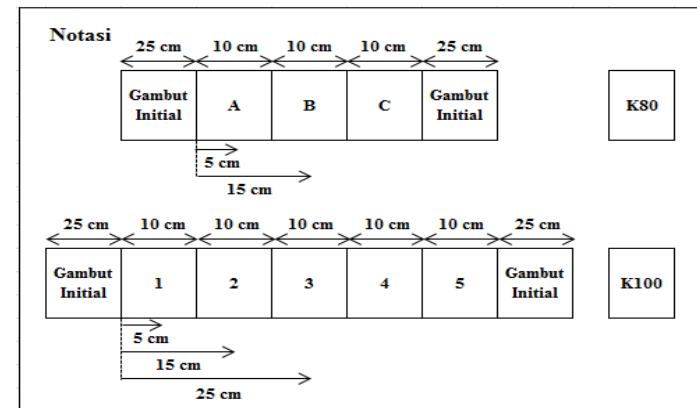 Notasi
25 cm 10 cm 10 cm 10 cm 25 cm
Gambut Initial A B C Gambut Initial K80
5 cm
15 cm
25 cm 10 cm 10 cm 10 cm 10 cm 10 cm 25 cm
Gambut Initial 1 2 3 4 5 Gambut Initial K100
5 cm
15 cm
25 cm